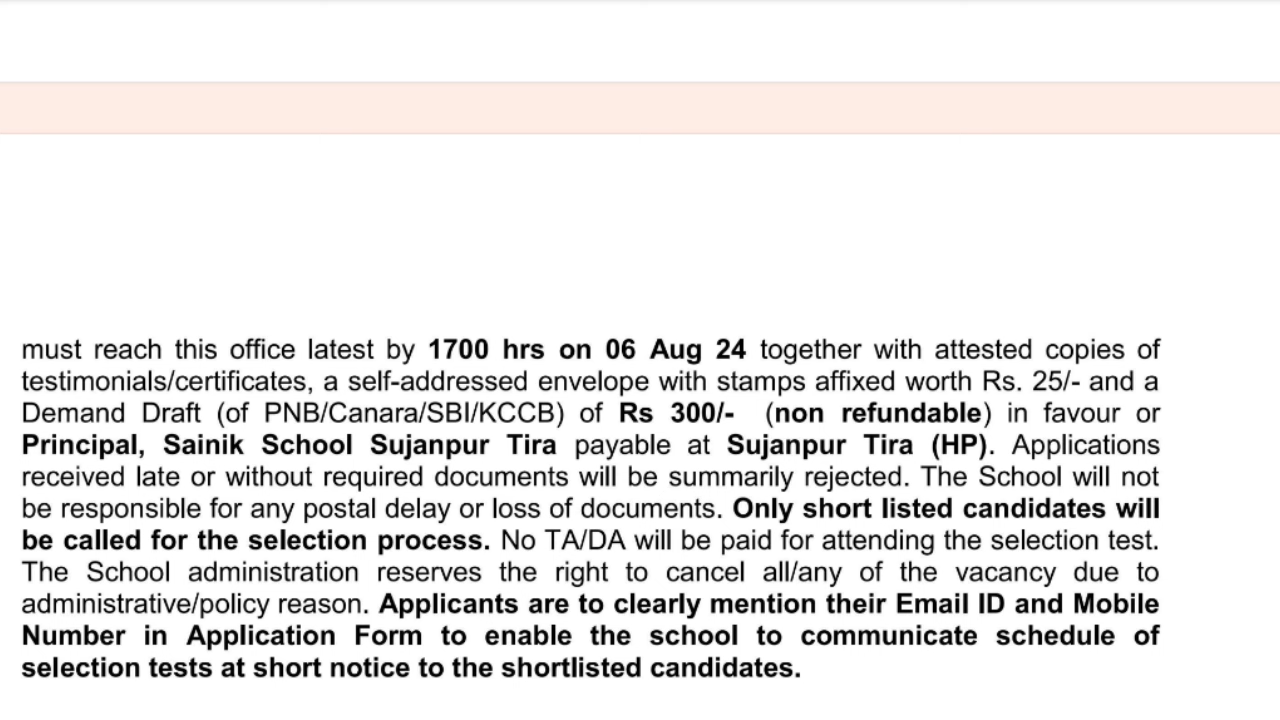 must reach this office latest by 1700 hrs on 06 Aug 24 together with attested copies of
testimonials/certificates, a self-addressed envelope with stamps affixed worth Rs. 25/- and a
Demand Draft (of PNB/Canara/SBI/KCCB) of Rs 300/- (non refundable) in favour or
Principal, Sainik School Sujanpur Tira payable at Sujanpur Tira (HP). Applications
received late or without required documents will be summarily rejected. The School will not
be responsible for any postal delay or loss of documents. Only short listed candidates will
be called for the selection process. No TA/DA will be paid for attending the selection test.
The School administration reserves the right to cancel all/any of the vacancy due to
administrative/policy reason. Applicants are to clearly mention their Email ID and Mobile
Number in Application Form to enable the school to communicate schedule of
selection tests at short notice to the shortlisted candidates.